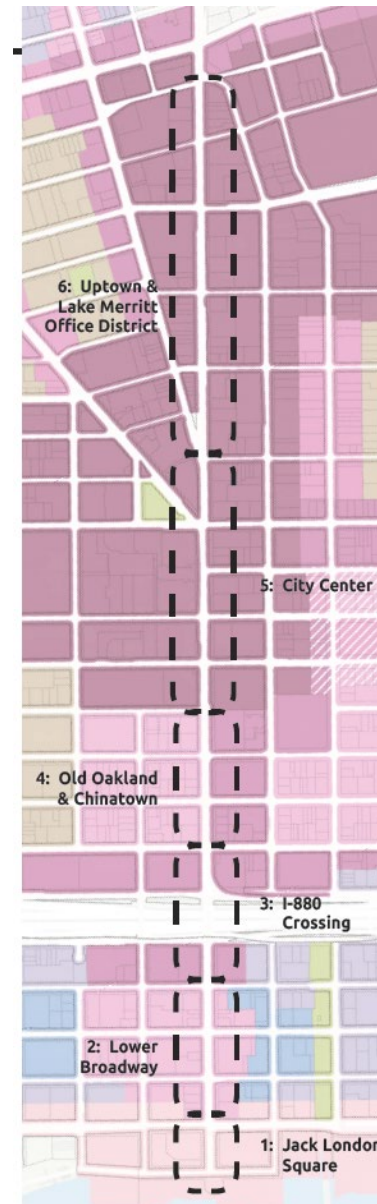 6: Uptown &
Lake Merritt
Office District
5: City Center
4: Old Oakland
& Chinatown
3: I-880
Crossing
2: Lower
Broadway
1: Jack London
Square